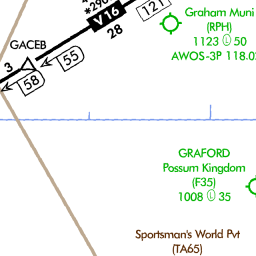 *290
V16
28
121
GACEB
55
3
58
Graham Muni
(RPH)
1123 50
AWOS-3P 118.0
GRAFORD
Possum Kingdom
(F35)
1008 35
Sportsman's World Pvt
(TA65)